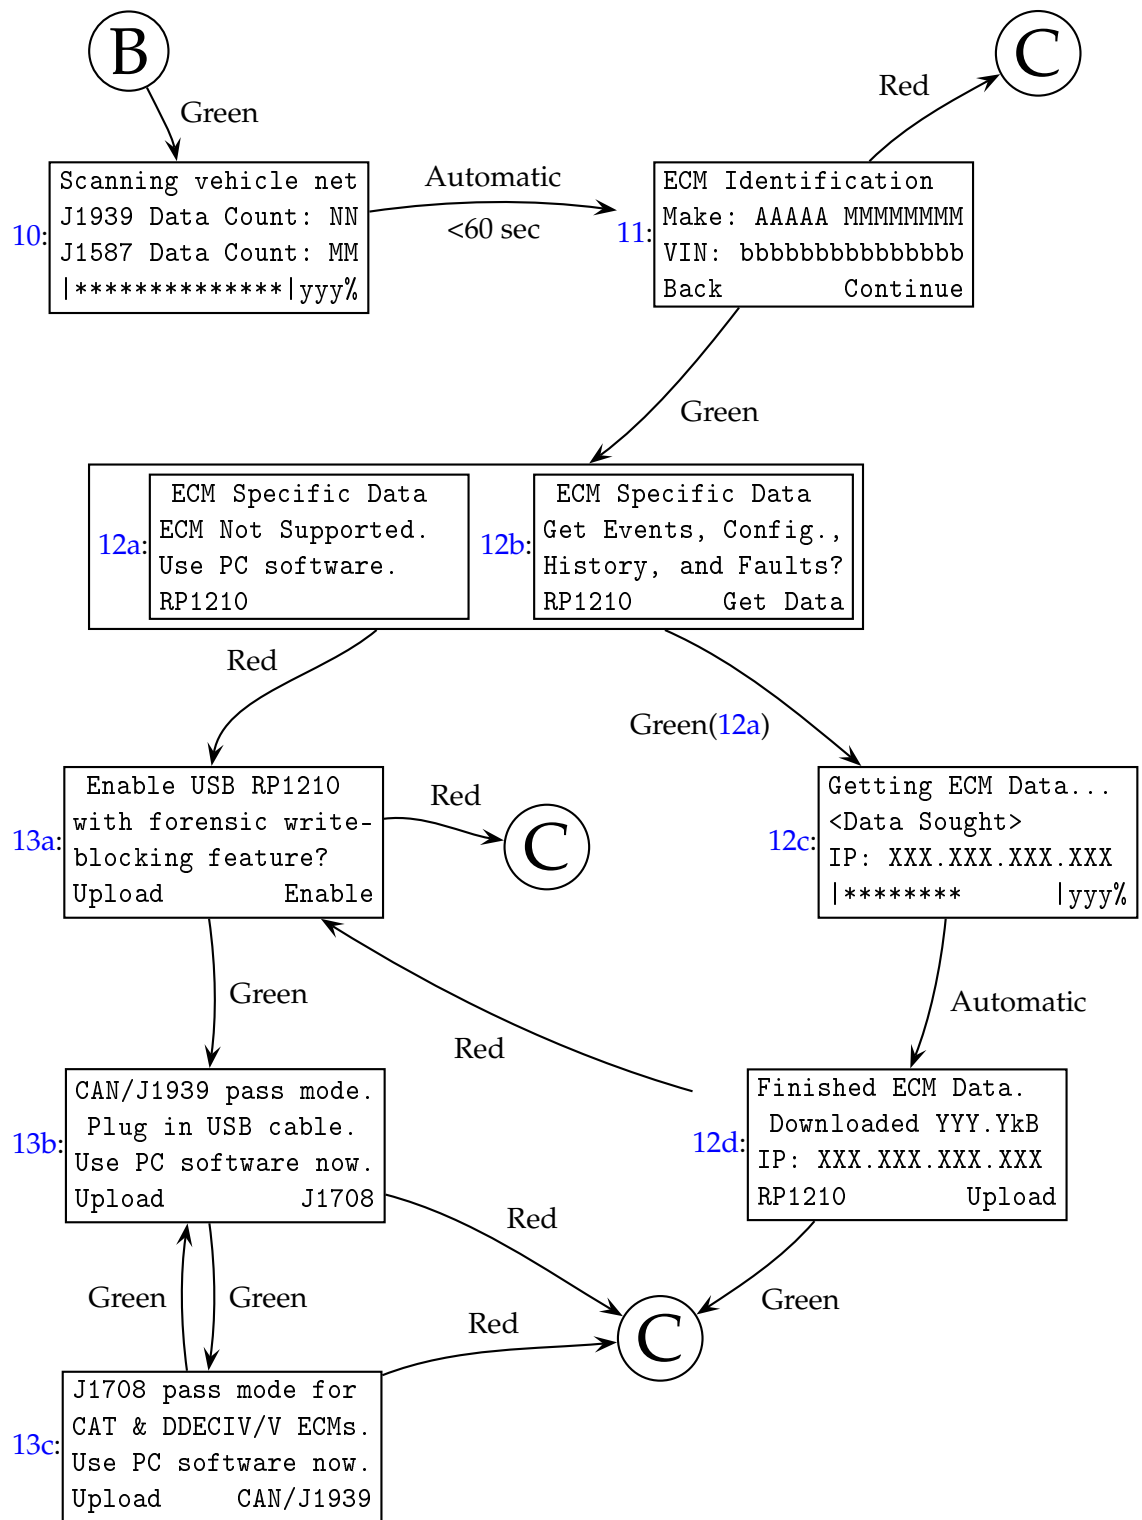 B
C
Green
Red
10:
Scanning vehicle net
J1939 Data Count: NN
J1587 Data Count: MM
|**************|yyy%
Automatic
<60 sec
11:
ECM Identification
Make: AAAAA MMMMMMMM
VIN: bbbbbbbbbbbbbbb
Back Continue
Green
12a:
ECM Specific Data
ECM Not Supported.
Use PC software.
RP1210
12b:
ECM Specific Data
Get Events, Config.,
History, and Faults?
RP1210 Get Data
Red
Green(12a)
13a:
Enable USB RP1210
with forensic write-
blocking feature?
Upload Enable
Red
C
12c:
Getting ECM Data...
<Data Sought>
IP: XXX.XXX.XXX.XXX
|******** |yyy%
Green
Red
Automatic
13b:
CAN/J1939 pass mode.
Plug in USB cable.
Use PC software now.
Upload J1708
12d:
Finished ECM Data.
Downloaded YYY.YkB
IP: XXX.XXX.XXX.XXX
RP1210 Upload
Red
Green
Green
Green
Red
C
13c:
J1708 pass mode for
CAT & DDECIV/V ECMs.
Use PC software now.
Upload CAN/J1939